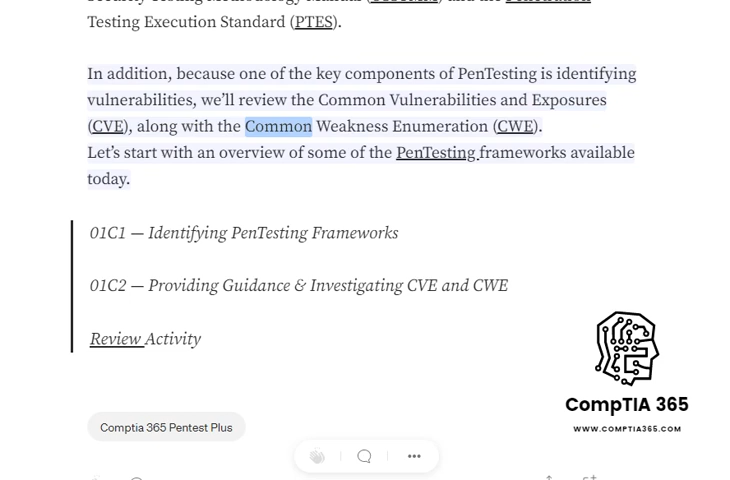 Testing Execution Standard (PTES).
In addition, because one of the key components of PenTesting is identifying
vulnerabilities, we’ll review the Common Vulnerabilities and Exposures
(CVE), along with the Common Weakness Enumeration (CWE).
Let’s start with an overview of some of the PenTesting frameworks available
today.
01C1 — Identifying PenTesting Frameworks
01C2 — Providing Guidance & Investigating CVE and CWE
Review Activity
CompTIA 365
WWW.COMPTIA365.COM
Comptia 365 Pentest Plus